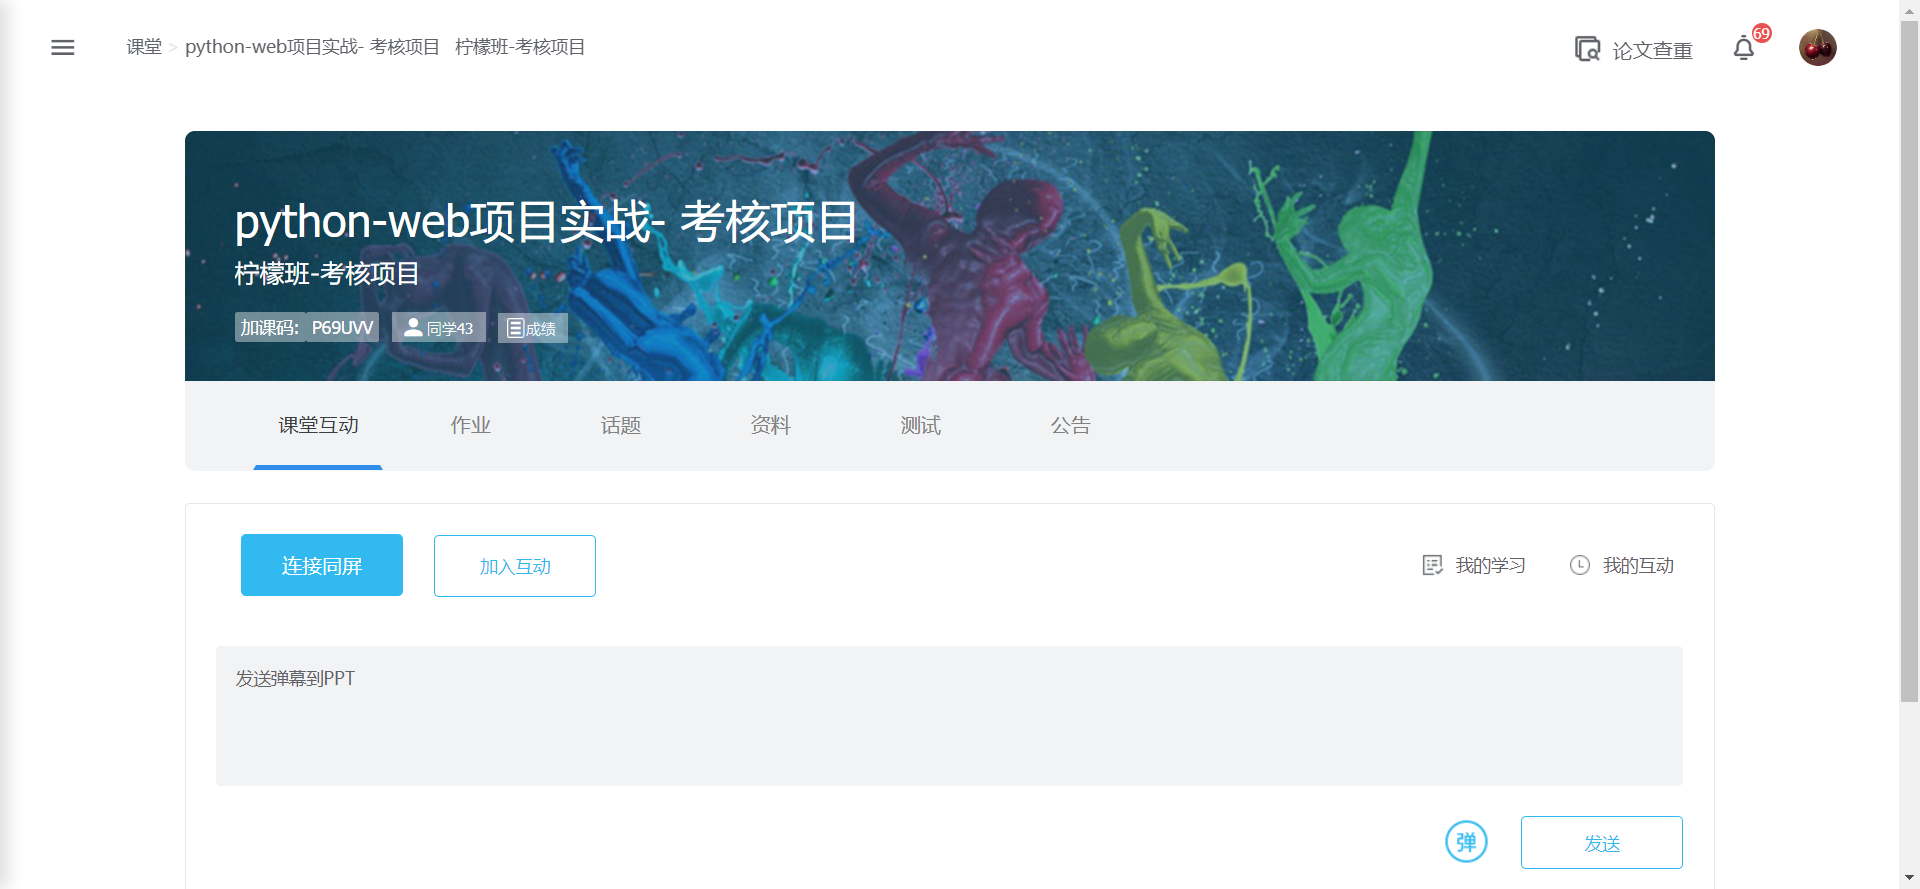 课堂 > python-web项目实战- 考核项目 柠檬班-考核项目
论文查重
69
python-web项目实战- 考核项目
柠檬班-考核项目
加课码: P69UVV 同学43 成绩
课堂互动 作业 话题 资料 测试 公告
连接同屏 加入互动 我的学习 我的互动
发送弹幕到PPT
弹 发送